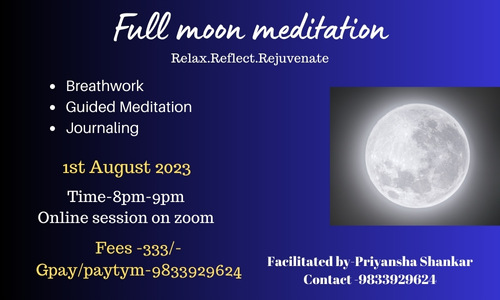 Full moon meditation
Relax.Reflect.Rejuvenate
• Breathwork
• Guided Meditation
• Journaling
1st August 2023
Time-8pm-9pm
Online session on zoom
Fees -333/-
Gpay/paytym-9833929624
Facilitated by-Priyansha Shankar
Contact -9833929624